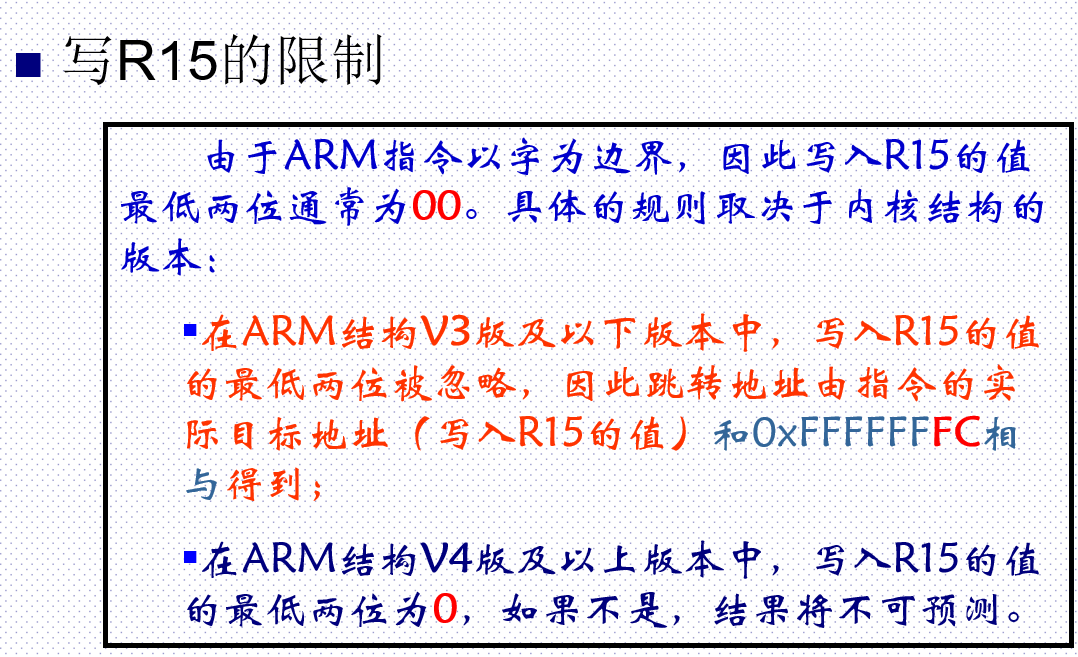 写R15的限制
由于ARM指令以字为边界，因此写入R15的值
最低两位通常为00。具体的规则取决于内核结构的
版本：
在ARM结构V3版及以下版本中，写入R15的值
的最低两位被忽略，因此跳转地址由指令的实
际目标地址（写入R15的值）和0xFFFFFFFC相
与得到；
在ARM结构V4版及以上版本中，写入R15的值
的最低两位为0，如果不是，结果将不可预测。